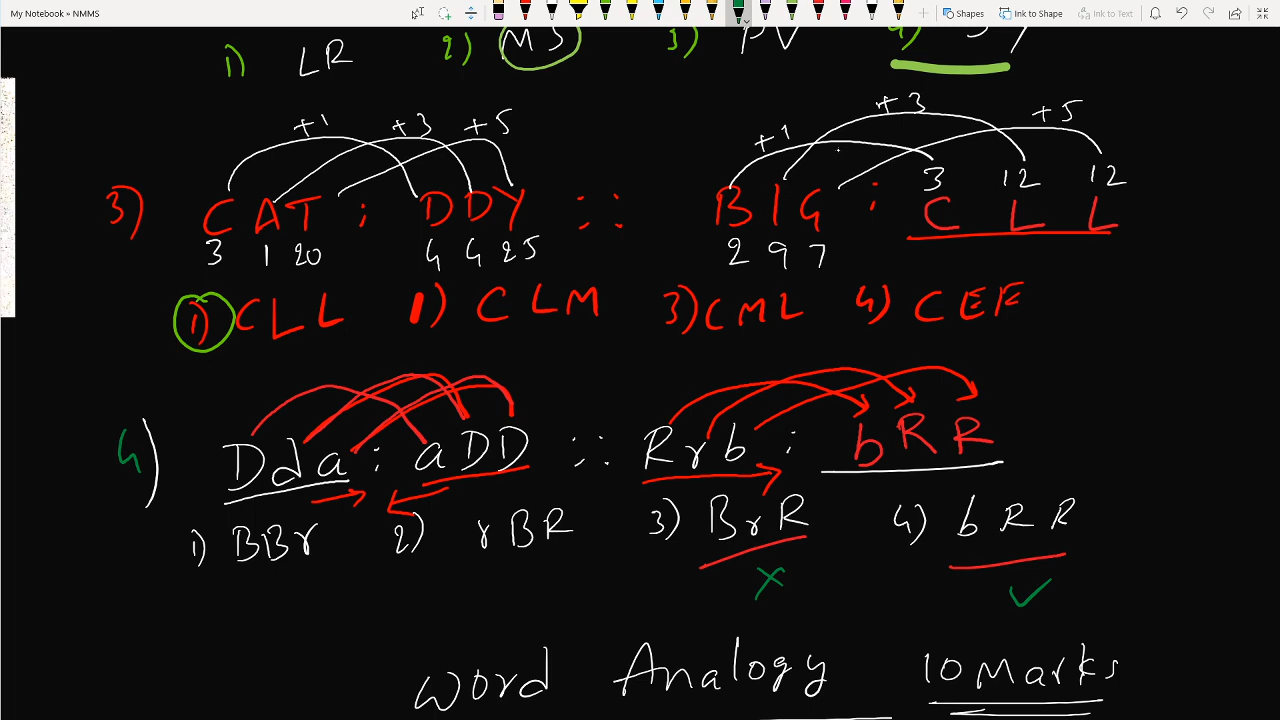 My Notebook » NMMS
Shapes Ink to Shape Ink to Text
1) LR 2) MS 3) PV 4)
+1 +3 +5 +1 +3 +5
3 12 12
3) CAT : DDY :: BIG : CLL
3 1 20 4 4 25 2 9 7
1) CLL 1) CLM 3) CML 4) CEF
4) Dda : aDD :: Rrb : bRR
1) BBr 2) rBR 3) BrR 4) bRR
Word Analogy 10 Marks